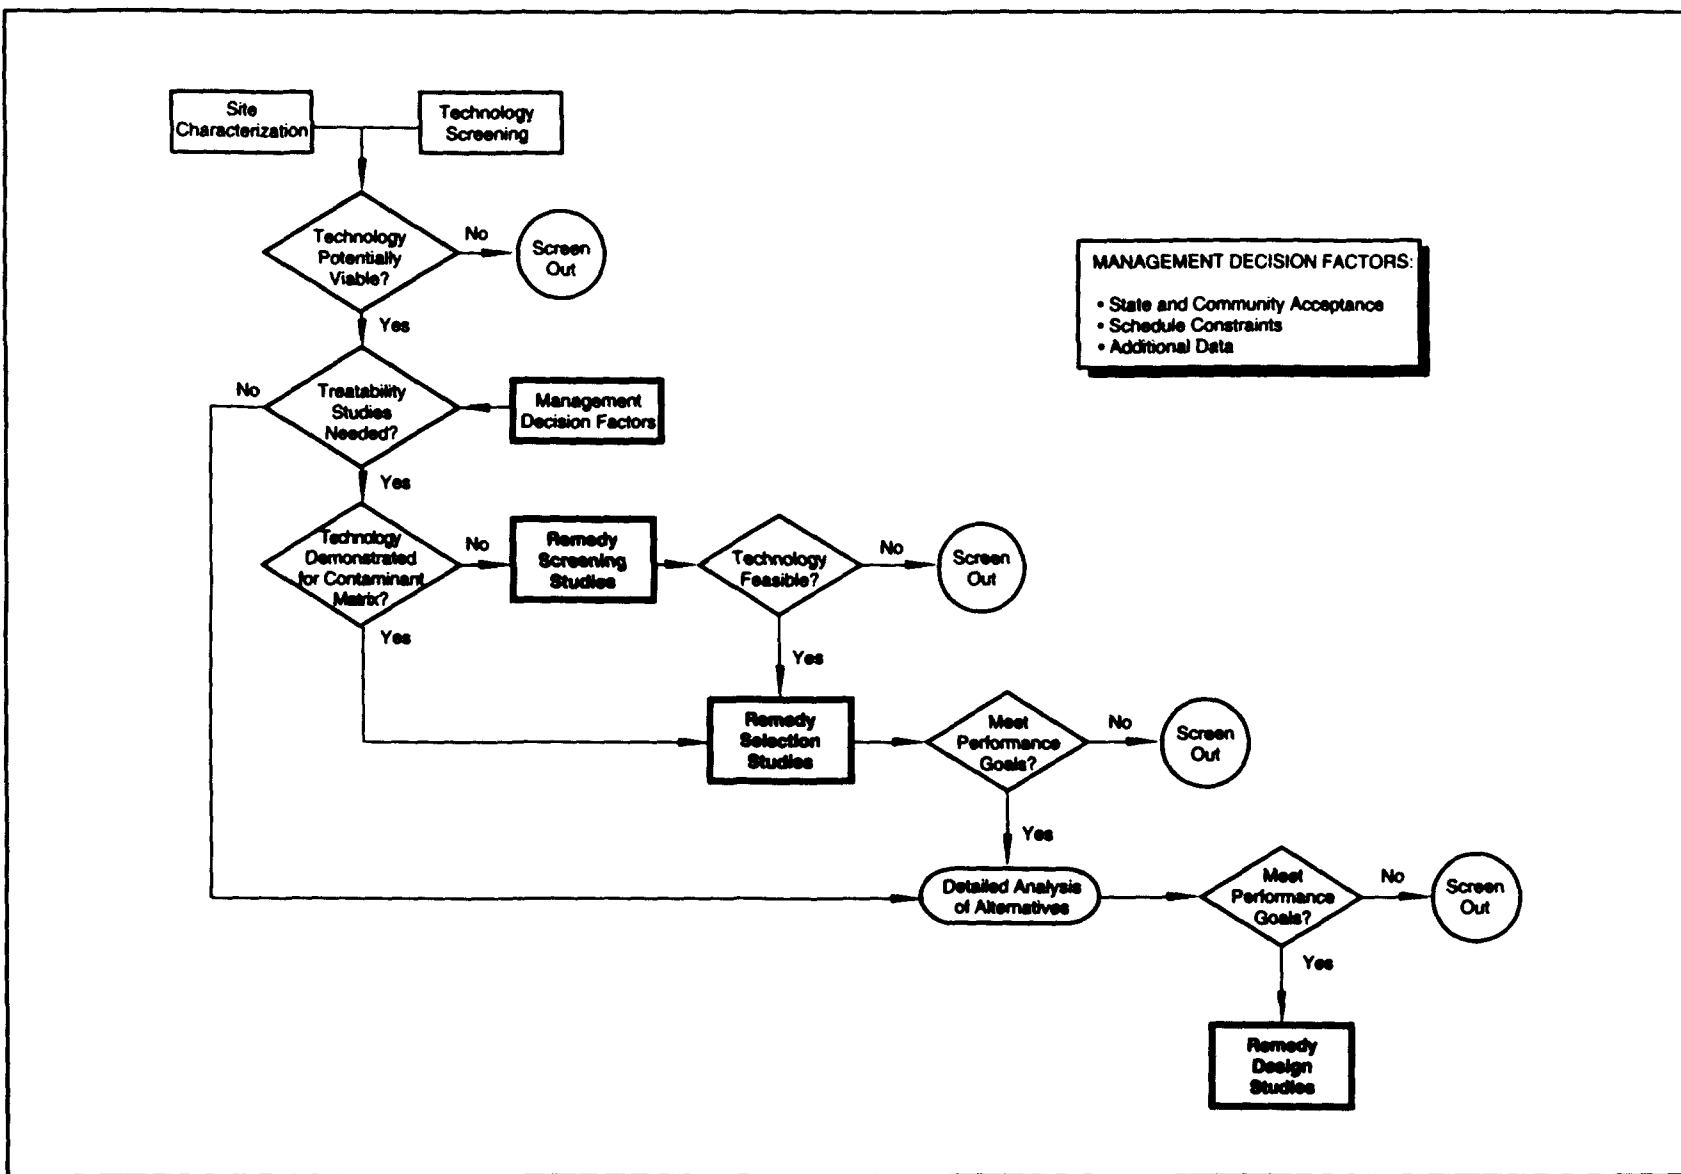 Site
Characterization
Technology
Screening
Technology
Potentially
Viable?
No
Screen
Out
Yes
MANAGEMENT DECISION FACTORS:
• State and Community Acceptance
• Schedule Constraints
• Additional Data
No
Treatability
Studies
Needed?
Management
Decision Factors
Yes
Technology
Demonstrated
for Contaminant
Matrix?
No
Remedy
Screening
Studies
Technology
Feasible?
No
Screen
Out
Yes
Yes
Remedy
Selection
Studies
Meet
Performance
Goals?
No
Screen
Out
Yes
Detailed Analysis
of Alternatives
Meet
Performance
Goals?
No
Screen
Out
Yes
Remedy
Design
Studies